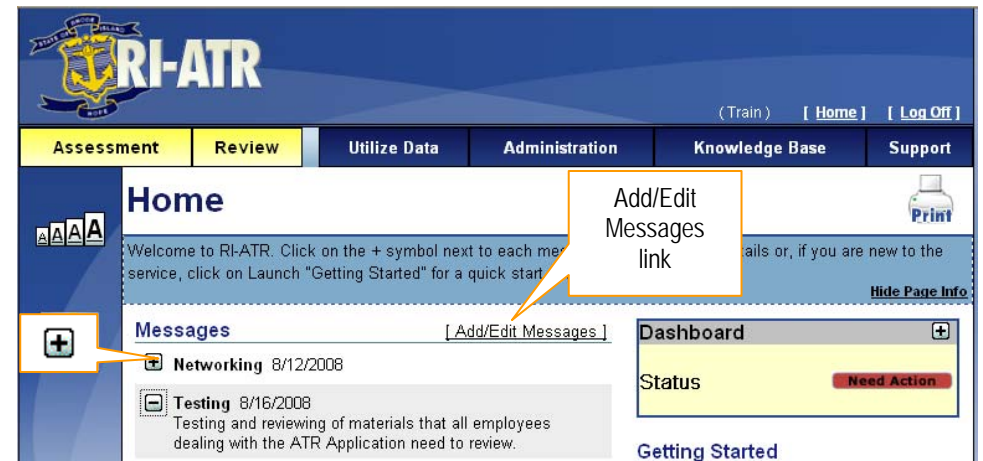 RI-ATR
(Train) [ Home ] [ Log Off ]
Assessment Review Utilize Data Administration Knowledge Base Support
Home
Print
AAAA
Add/Edit
Messages
link
Welcome to RI-ATR. Click on the + symbol next to each ails or, if you are new to the
service, click on Launch "Getting Started" for a quick start
Hide Page Info
Messages [ Add/Edit Messages ]
+ Networking 8/12/2008
- Testing 8/16/2008
Testing and reviewing of materials that all employees
dealing with the ATR Application need to review.
+
Dashboard +
Status Need Action
Getting Started